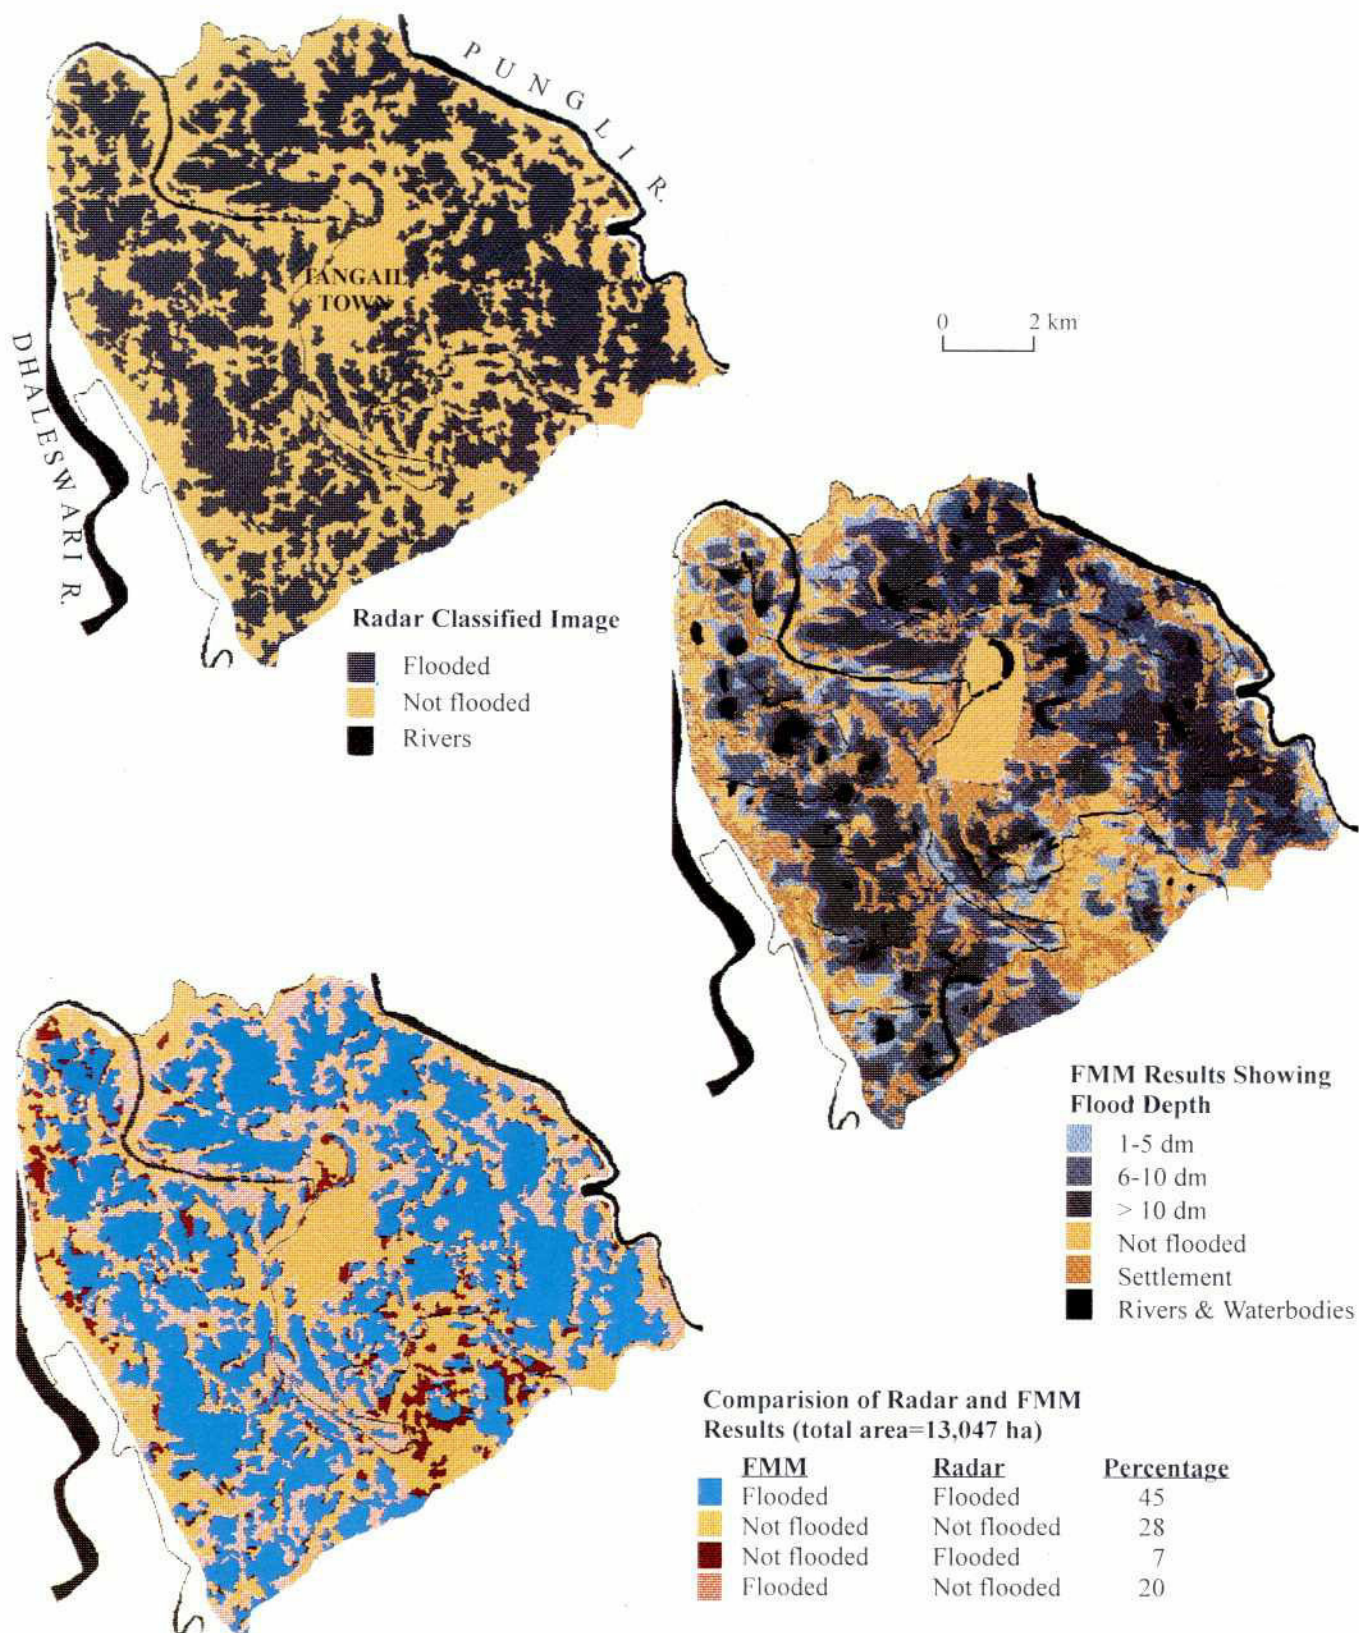 PUNGLI R.
TANGAIL
TOWN
DHALESWARI R.
0 2 km
Radar Classified Image
Flooded
Not flooded
Rivers
FMM Results Showing
Flood Depth
1-5 dm
6-10 dm
> 10 dm
Not flooded
Settlement
Rivers & Waterbodies
Comparision of Radar and FMM
Results (total area=13,047 ha)
FMM Radar Percentage
Flooded Flooded 45
Not flooded Not flooded 28
Not flooded Flooded 7
Flooded Not flooded 20